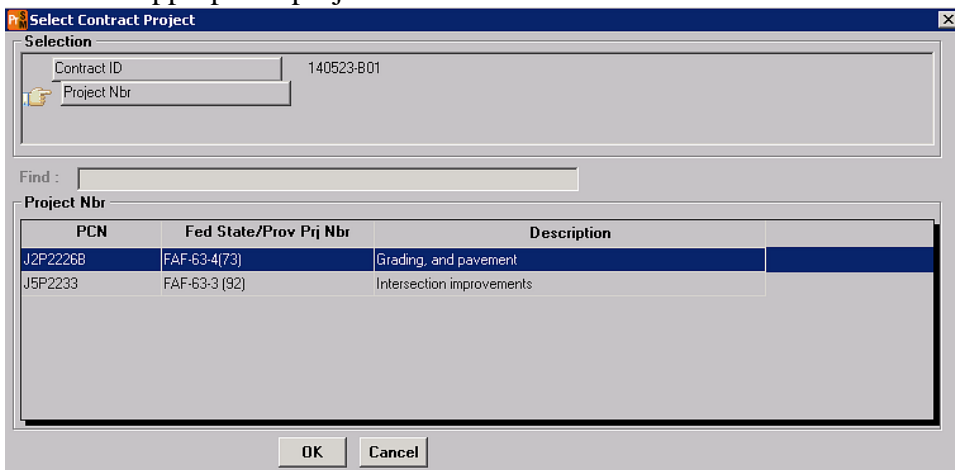 Select Contract Project
Selection
Contract ID 140523-B01
Project Nbr
Find :
Project Nbr
PCN Fed State/Prov Prj Nbr Description
J2P2226B FAF-63-4(73) Grading, and pavement
J5P2233 FAF-63-3 (92) Intersection improvements
OK Cancel